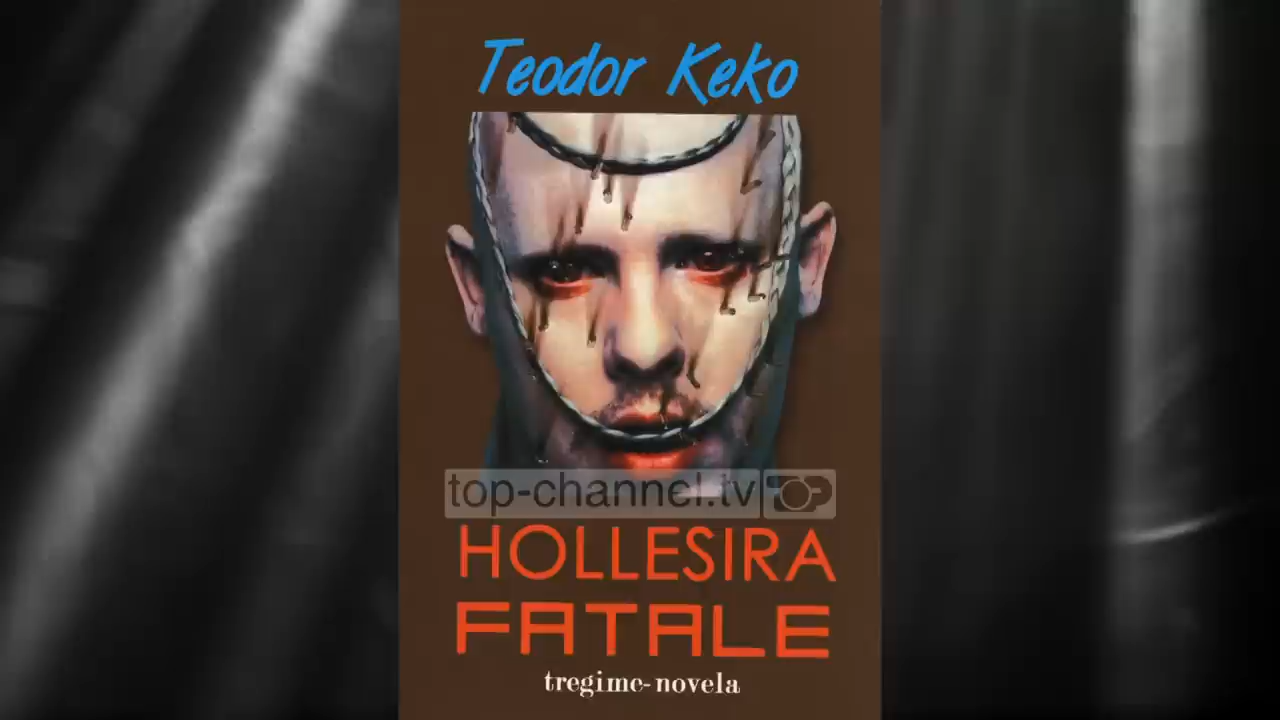 Teodor Keko
top-channel.tv
HOLLESIRA
FATALE
tregime-novela